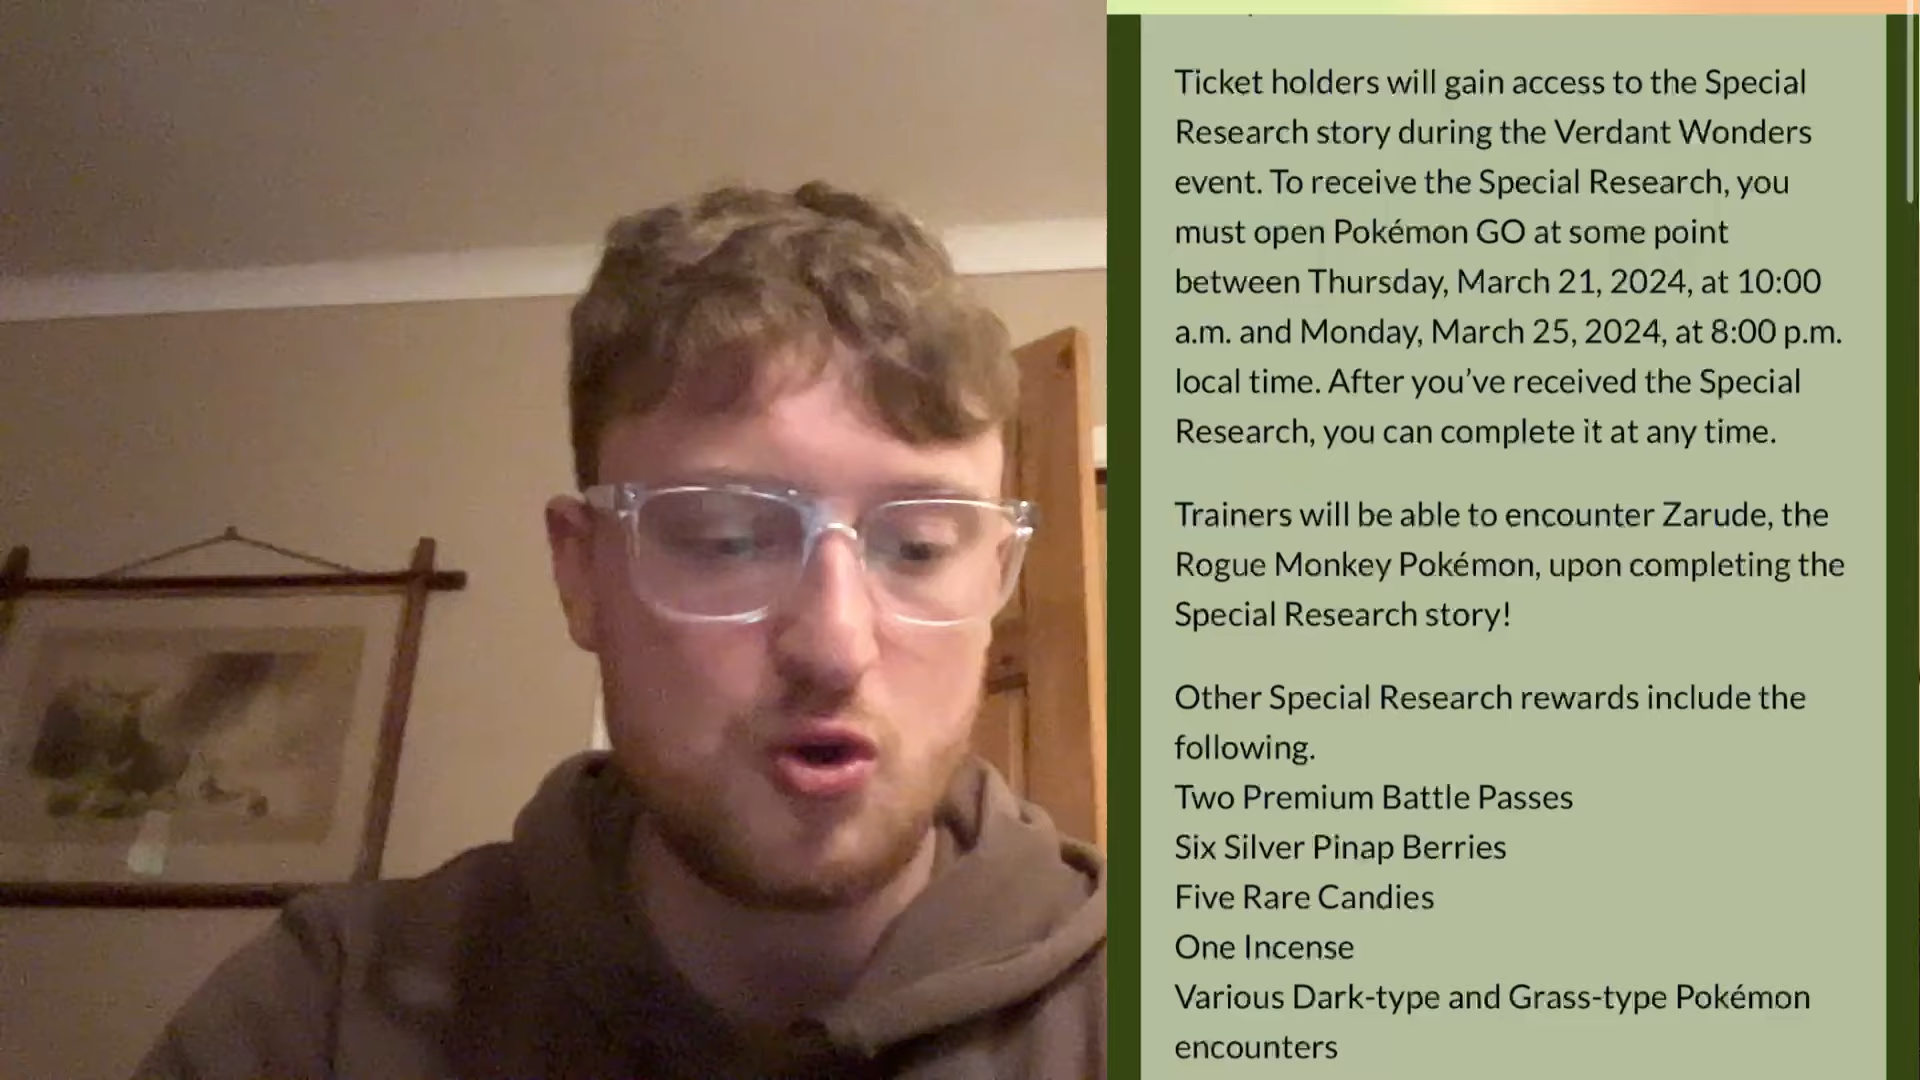 Ticket holders will gain access to the Special
Research story during the Verdant Wonders
event. To receive the Special Research, you
must open Pokémon GO at some point
between Thursday, March 21, 2024, at 10:00
a.m. and Monday, March 25, 2024, at 8:00 p.m.
local time. After you’ve received the Special
Research, you can complete it at any time.
Trainers will be able to encounter Zarude, the
Rogue Monkey Pokémon, upon completing the
Special Research story!
Other Special Research rewards include the
following.
Two Premium Battle Passes
Six Silver Pinap Berries
Five Rare Candies
One Incense
Various Dark-type and Grass-type Pokémon
encounters